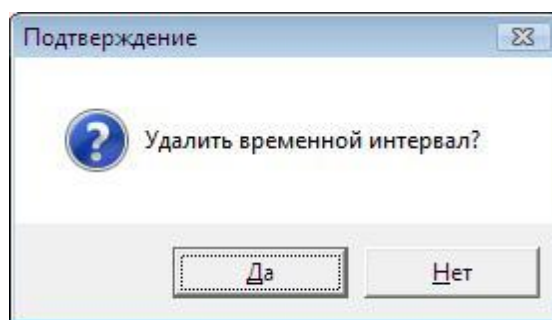 Подтверждение
Удалить временной интервал?
Да
Нет